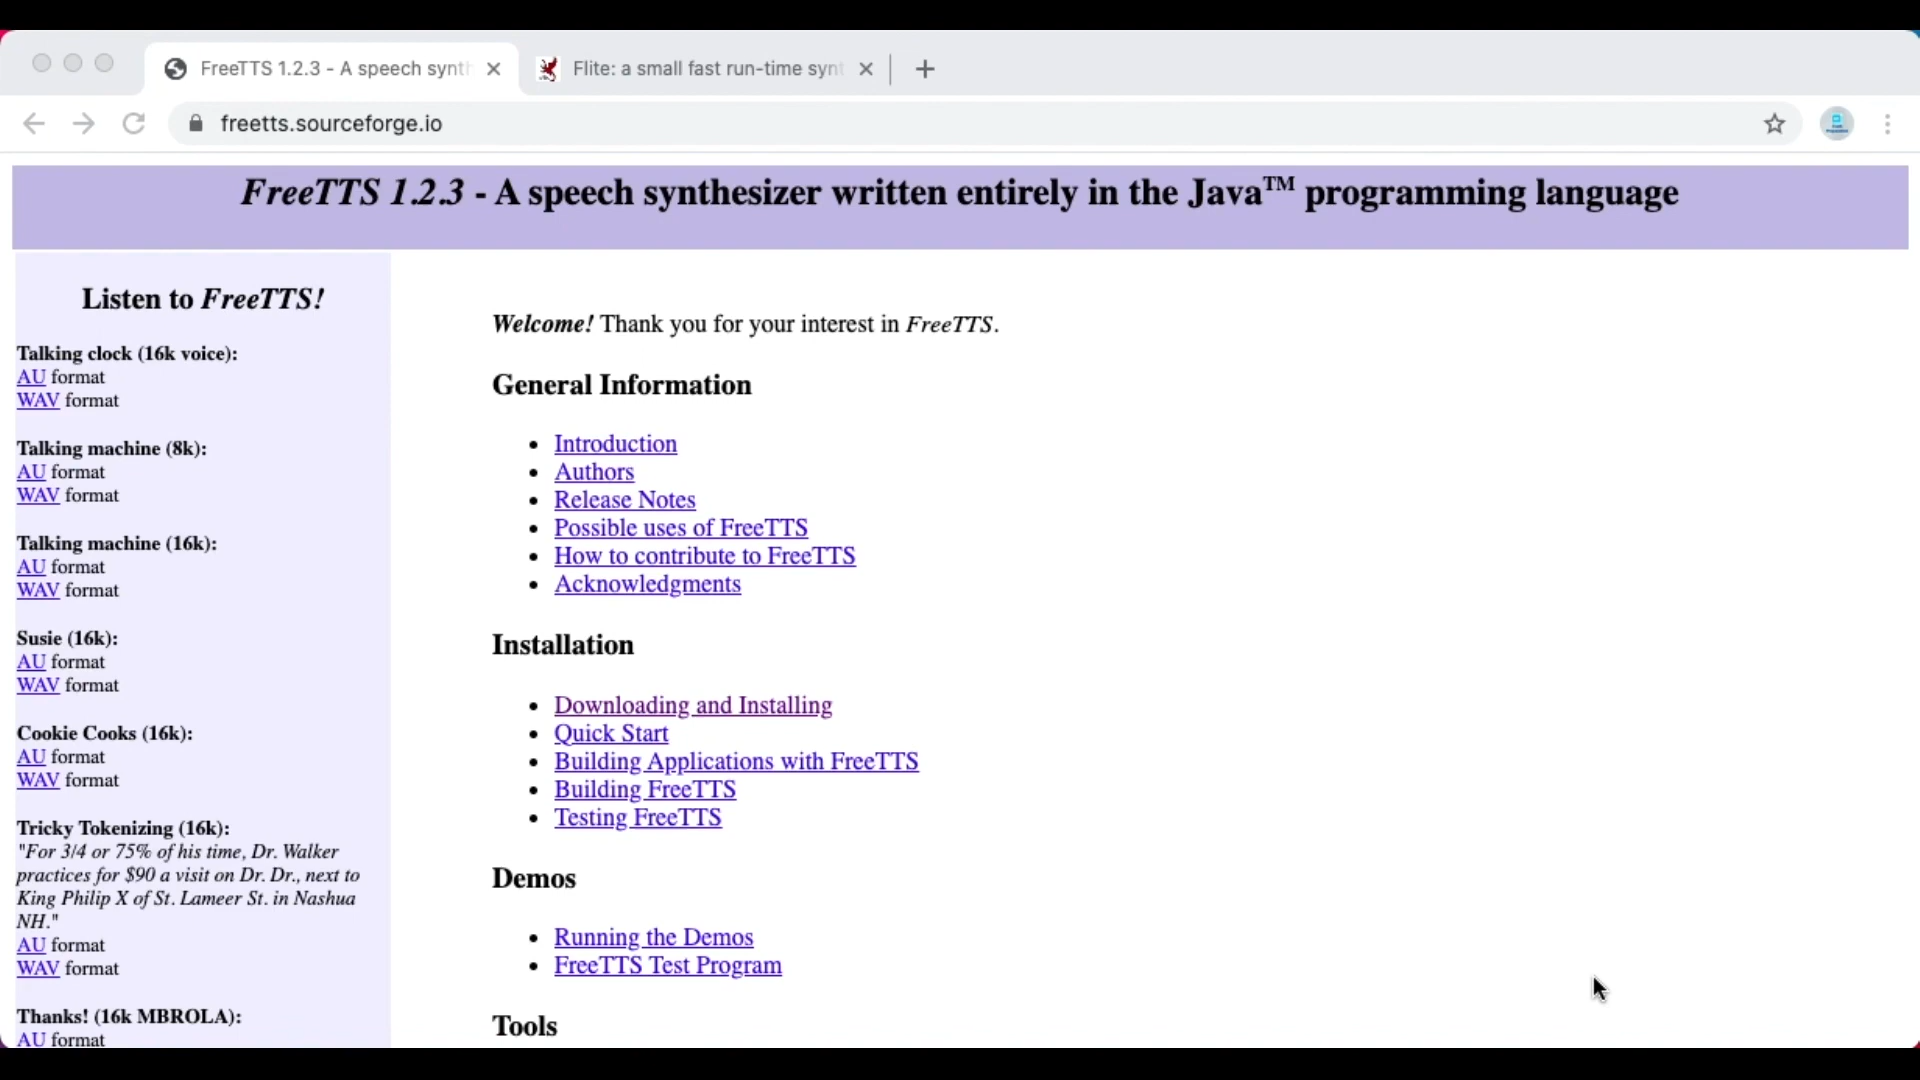 FreeTTS 1.2.3 - A speech synth
Flite: a small fast run-time synt
freetts.sourceforge.io
FreeTTS 1.2.3 - A speech synthesizer written entirely in the Java™ programming language
Listen to FreeTTS!
Talking clock (16k voice):
AU format
WAV format
Talking machine (8k):
AU format
WAV format
Talking machine (16k):
AU format
WAV format
Susie (16k):
AU format
WAV format
Cookie Cooks (16k):
AU format
WAV format
Tricky Tokenizing (16k):
"For 3/4 or 75% of his time, Dr. Walker
practices for $90 a visit on Dr. Dr., next to
King Philip X of St. Lameer St. in Nashua
NH."
AU format
WAV format
Thanks! (16k MBROLA):
AU format
Welcome! Thank you for your interest in FreeTTS.
General Information
Introduction
Authors
Release Notes
Possible uses of FreeTTS
How to contribute to FreeTTS
Acknowledgments
Installation
Downloading and Installing
Quick Start
Building Applications with FreeTTS
Building FreeTTS
Testing FreeTTS
Demos
Running the Demos
FreeTTS Test Program
Tools